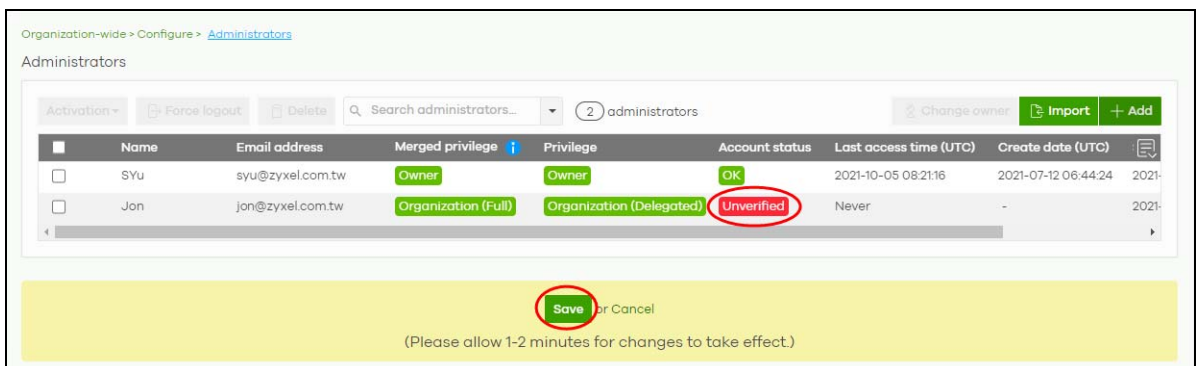 Organization-wide > Configure > Administrators
Administrators
Activation Force logout Delete Search administrators... 2 administrators Change owner Import + Add
Name Email address Merged privilege i Privilege Account status Last access time (UTC) Create date (UTC)
SYu syu@zyxel.com.tw Owner Owner OK 2021-10-05 08:21:16 2021-07-12 06:44:24 2021-
Jon jon@zyxel.com.tw Organization (Full) Organization (Delegated) Unverified Never - 2021-
Save or Cancel
(Please allow 1-2 minutes for changes to take effect.)